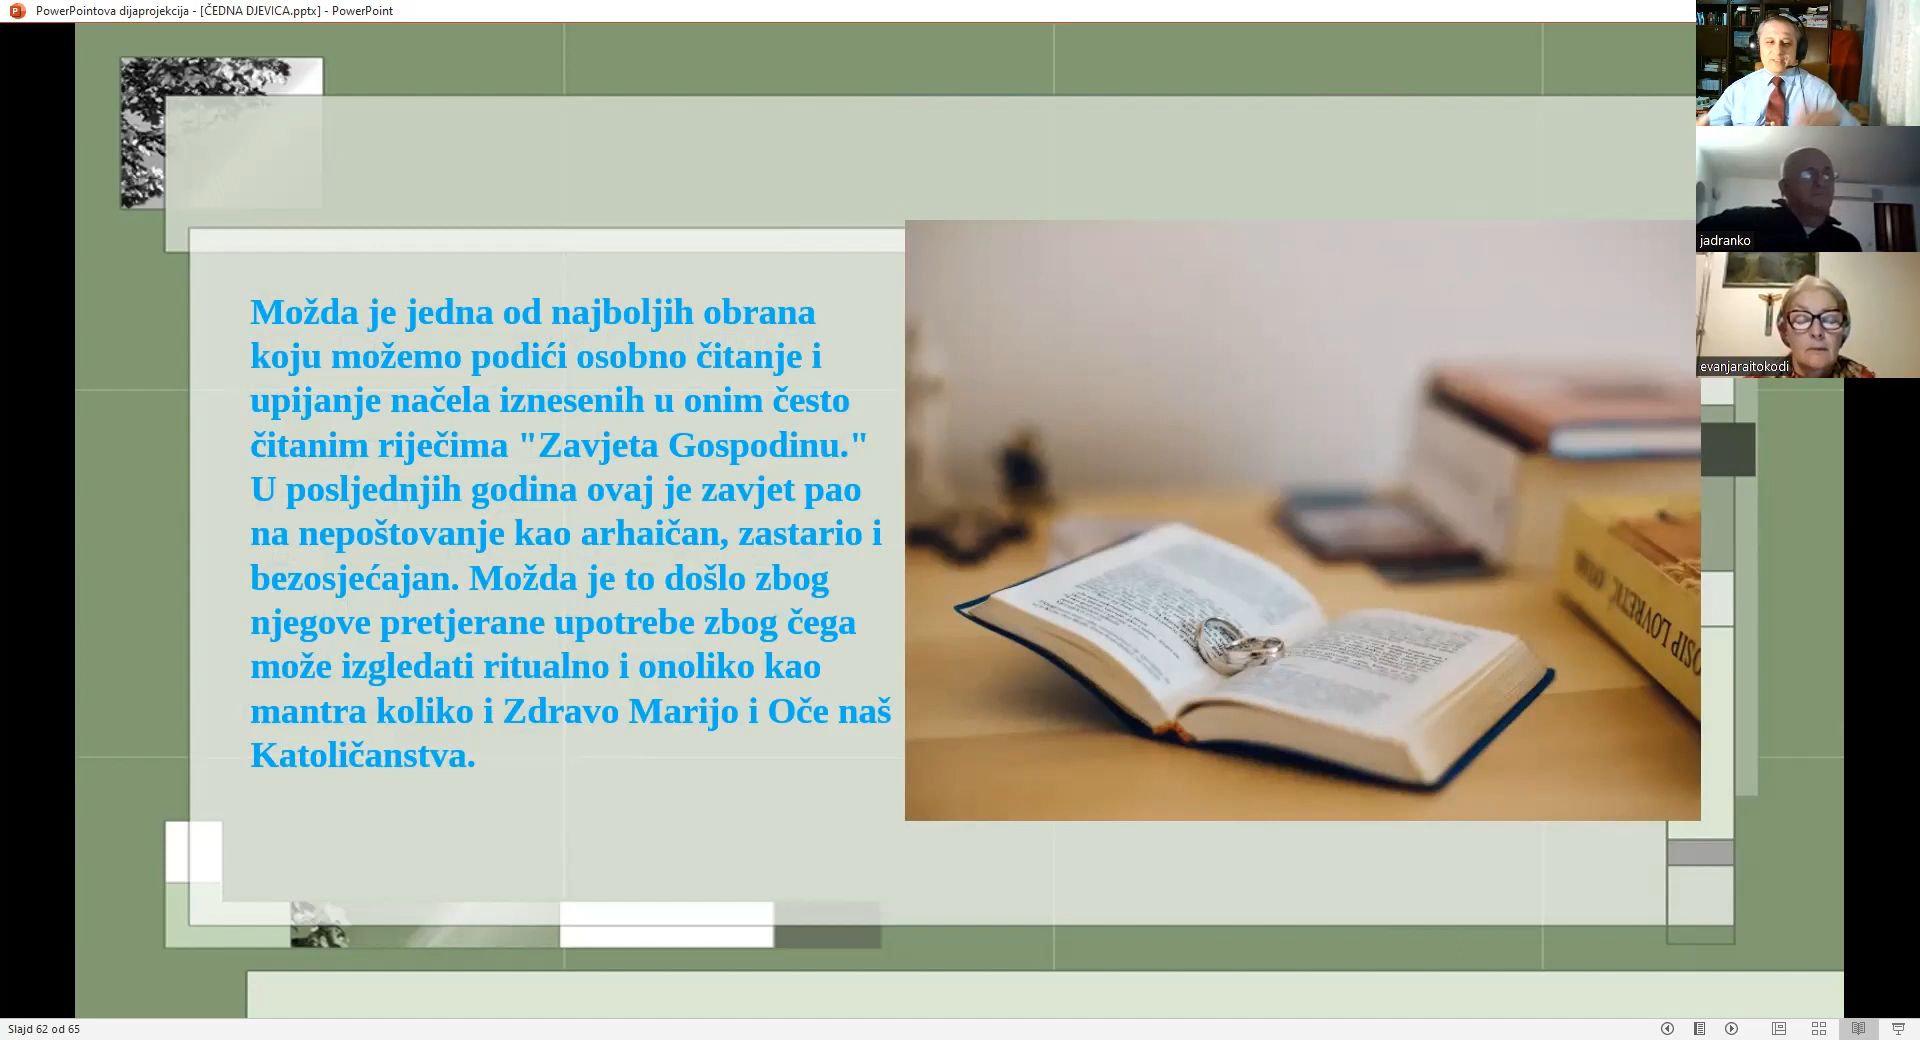 PowerPointova dijaprojekcija - [ČEDNA DJEVICA.pptx] - PowerPoint
jadranko
evanjaraitokodi
Možda je jedna od najboljih obrana
koju možemo podići osobno čitanje i
upijanje načela iznesenih u onim često
čitanim riječima "Zavjeta Gospodinu."
U posljednjih godina ovaj je zavjet pao
na nepoštovanje kao arhaičan, zastario i
bezosjećajan. Možda je to došlo zbog
njegove pretjerane upotrebe zbog čega
može izgledati ritualno i onoliko kao
mantra koliko i Zdravo Marijo i Oče naš
Katoličanstva.
OSIP LOVRETIĆ
Slajd 62 od 65